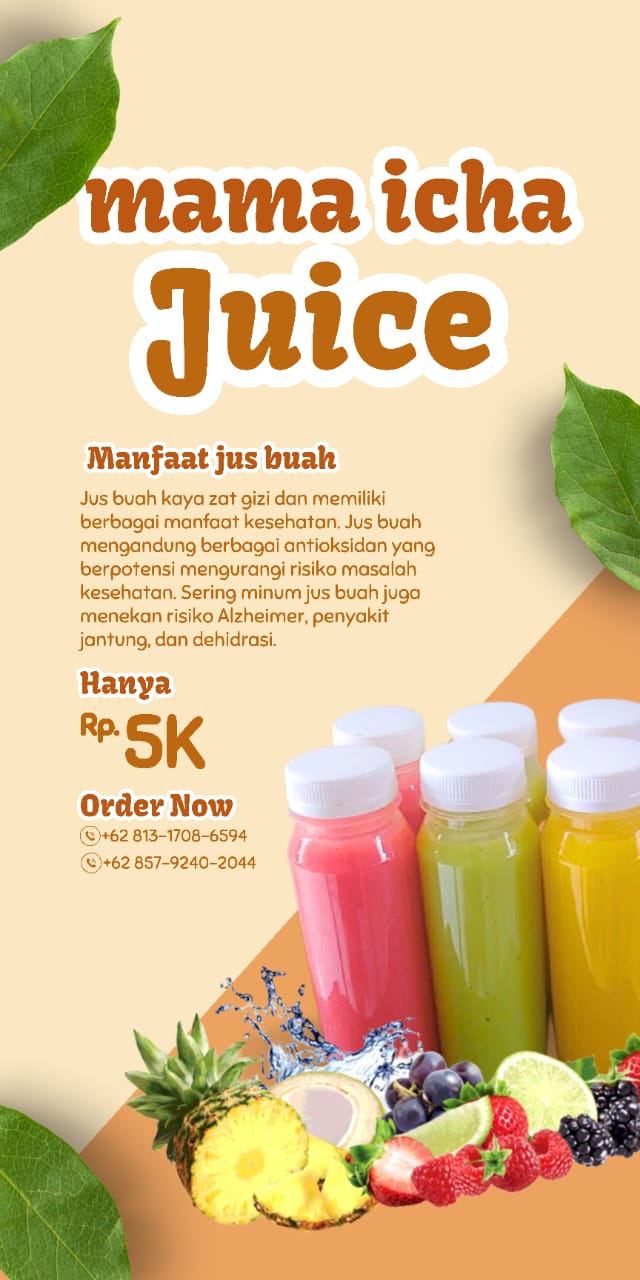 mama icha
Juice
Manfaat jus buah
Jus buah kaya zat gizi dan memiliki
berbagai manfaat kesehatan. Jus buah
mengandung berbagai antioksidan yang
berpotensi mengurangi risiko masalah
kesehatan. Sering minum jus buah juga
menekan risiko Alzheimer, penyakit
jantung, dan dehidrasi.
Hanya
Rp. 5K
Order Now
+62 813-1708-6594
+62 857-9240-2044